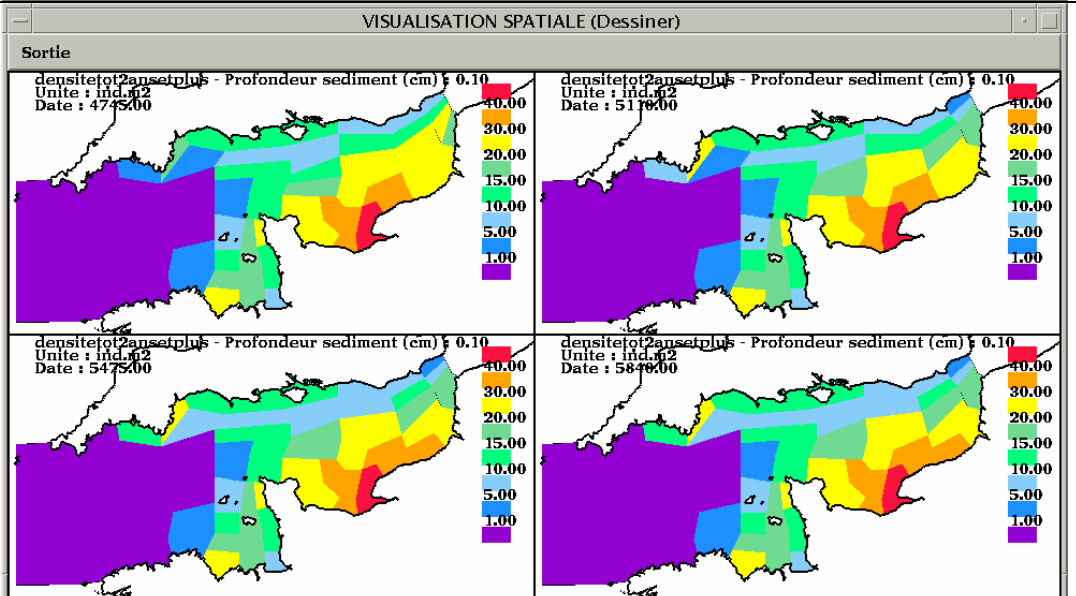 VISUALISATION SPATIALE (Dessiner)
Sortie
densitetot2ansetplus - Profondeur sediment (cm) : 0.10
Unite : ind.m2
Date : 4745.00
40.00
30.00
20.00
15.00
10.00
5.00
1.00
densitetot2ansetplus - Profondeur sediment (cm) : 0.10
Unite : ind.m2
Date : 5110.00
40.00
30.00
20.00
15.00
10.00
5.00
1.00
densitetot2ansetplus - Profondeur sediment (cm) : 0.10
Unite : ind.m2
Date : 5475.00
40.00
30.00
20.00
15.00
10.00
5.00
1.00
densitetot2ansetplus - Profondeur sediment (cm) : 0.10
Unite : ind.m2
Date : 5840.00
40.00
30.00
20.00
15.00
10.00
5.00
1.00